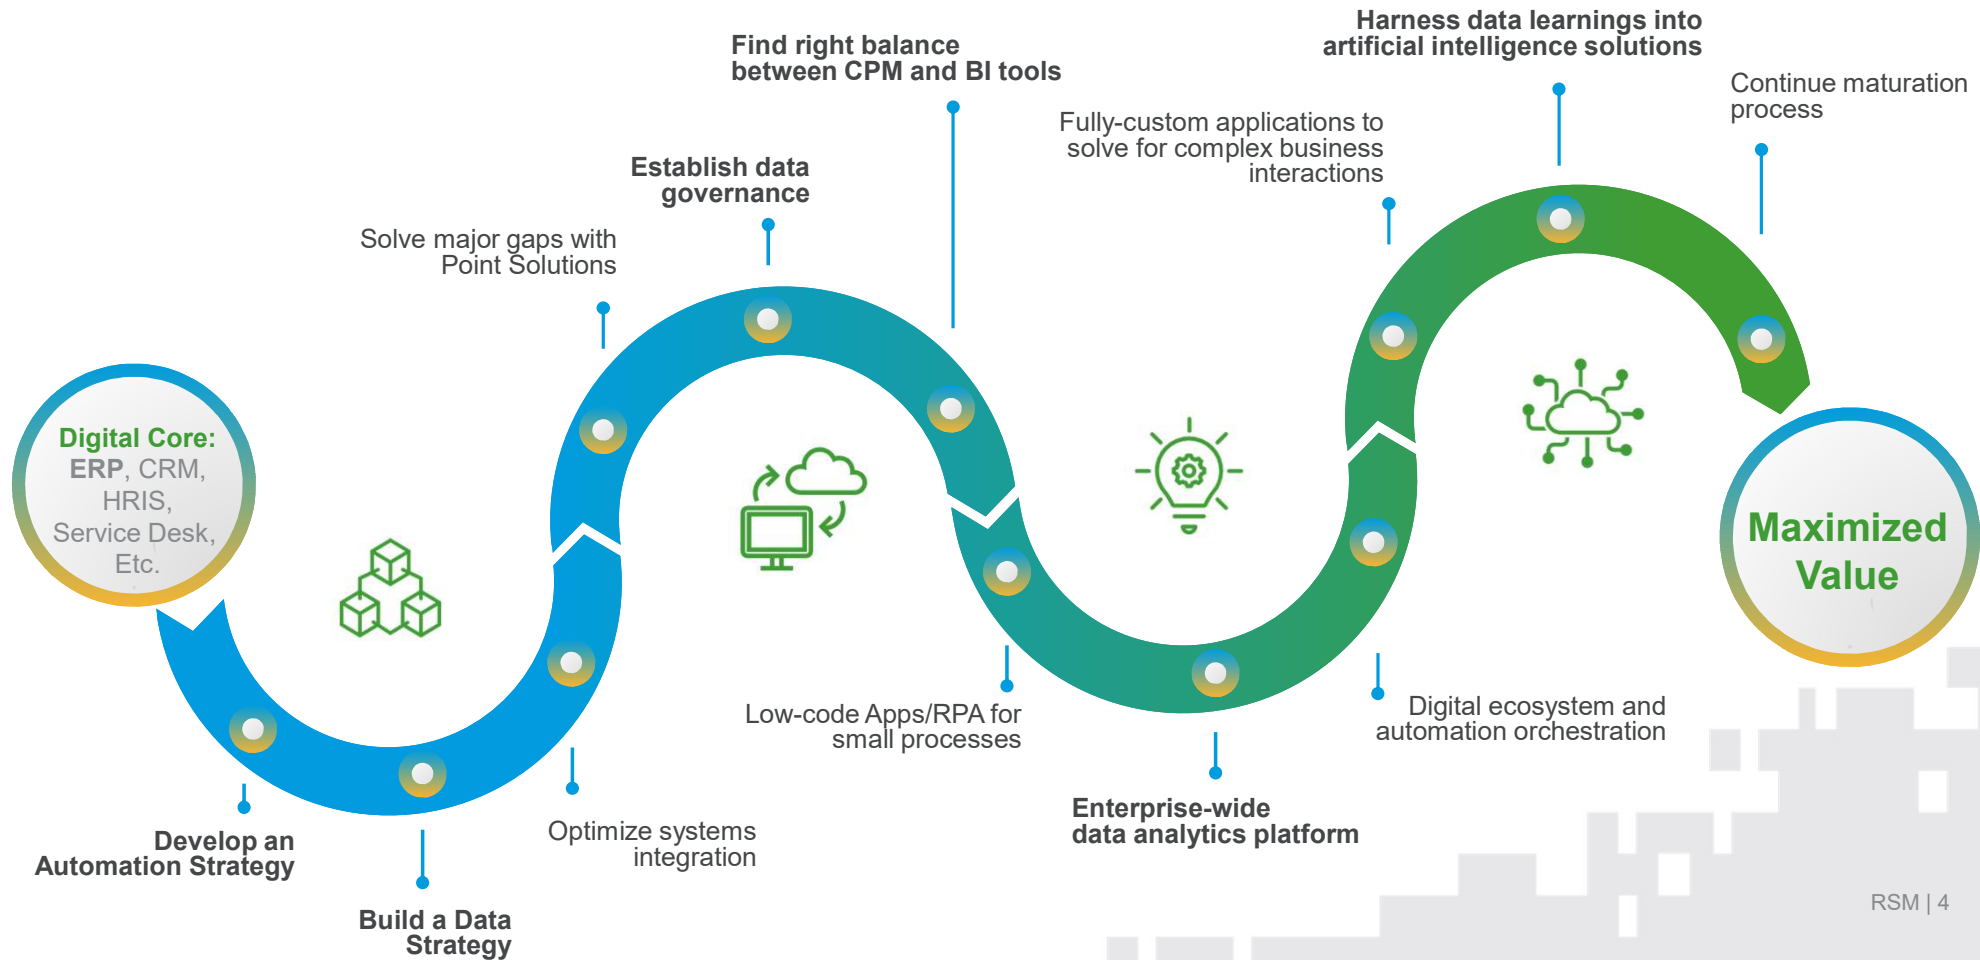 Digital Core:
ERP, CRM,
HRIS,
Service Desk,
Etc.
Develop an
Automation Strategy
Build a Data
Strategy
Optimize systems
integration
Solve major gaps with
Point Solutions
Establish data
governance
Find right balance
between CPM and BI tools
Low-code Apps/RPA for
small processes
Enterprise-wide
data analytics platform
Digital ecosystem and
automation orchestration
Fully-custom applications to
solve for complex business
interactions
Harness data learnings into
artificial intelligence solutions
Continue maturation
process
Maximized
Value
RSM | 4